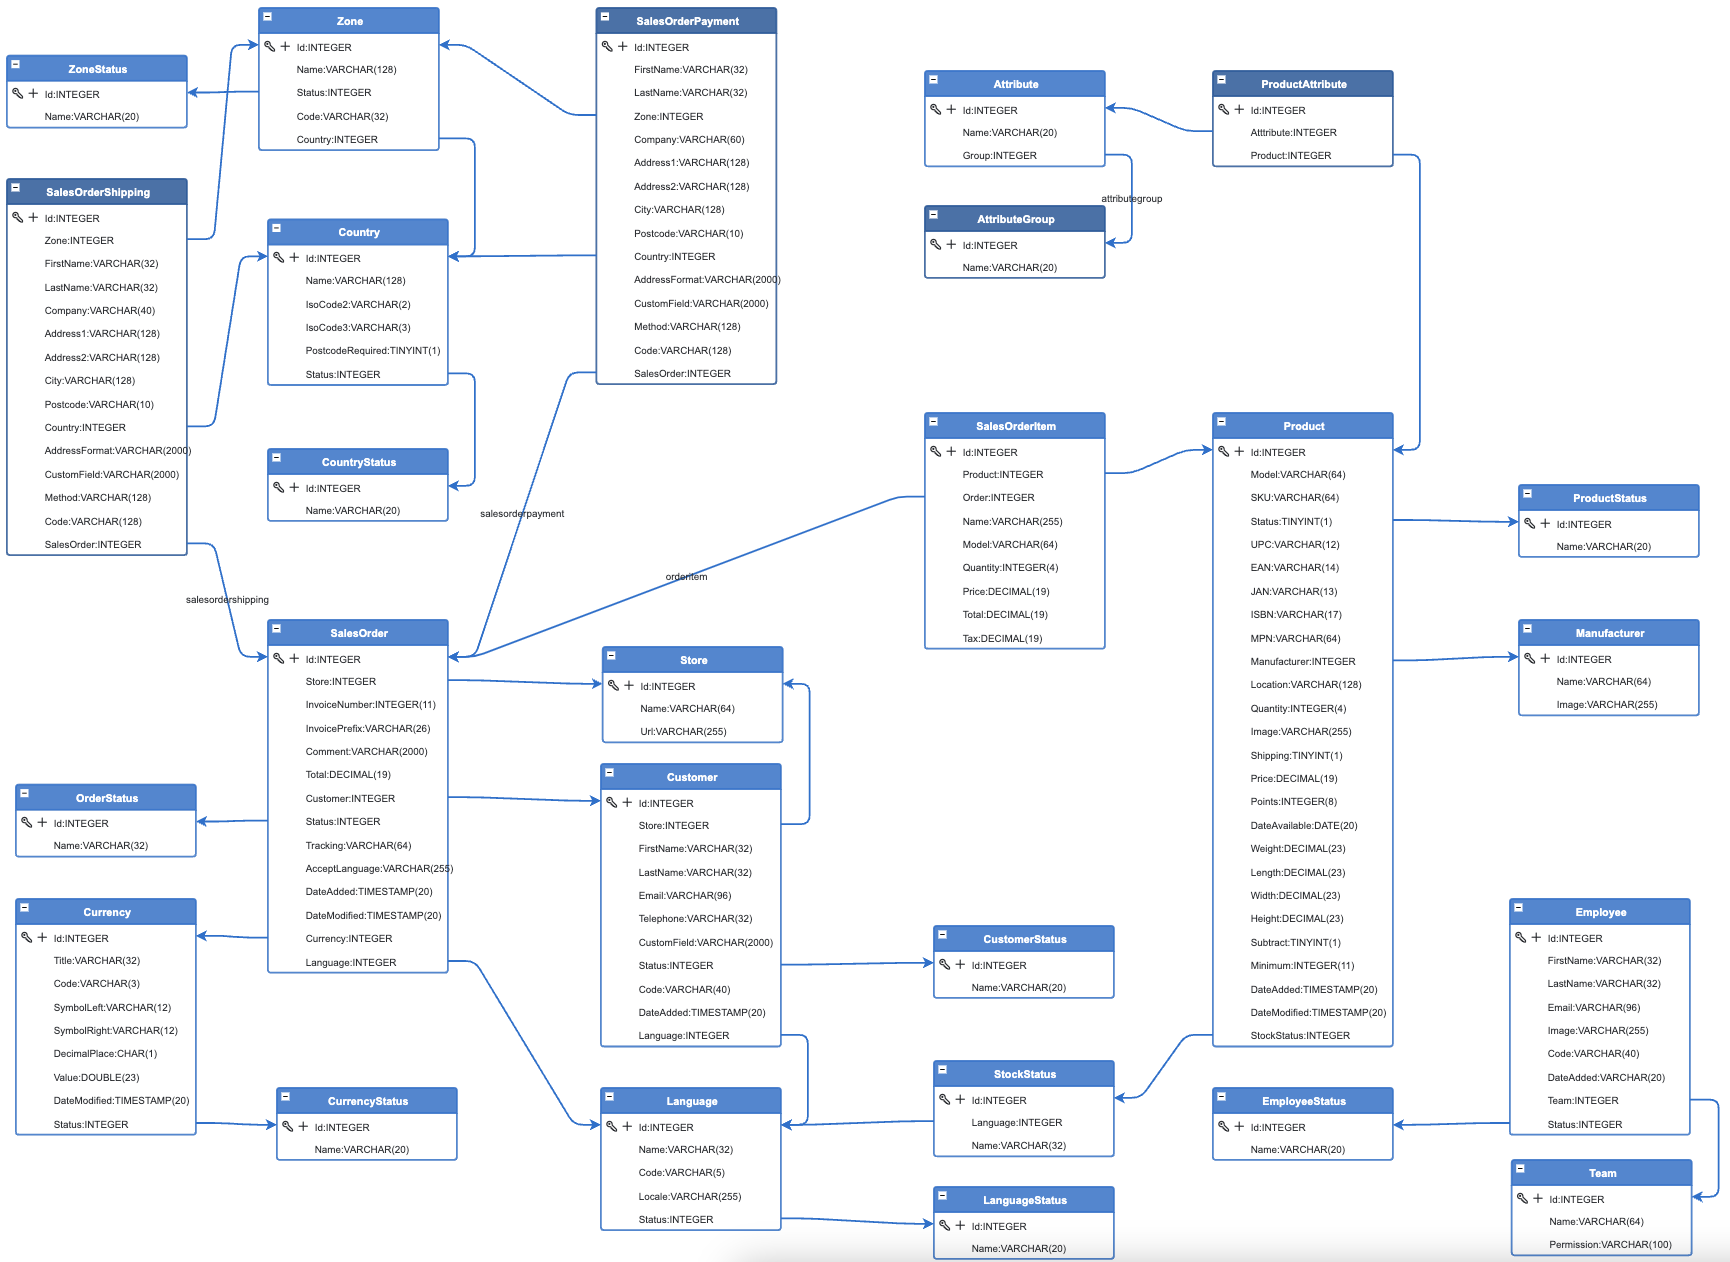 Zone
Id:INTEGER
Name:VARCHAR(128)
Status:INTEGER
Code:VARCHAR(32)
Country:INTEGER
SalesOrderPayment
Id:INTEGER
FirstName:VARCHAR(32)
LastName:VARCHAR(32)
Zone:INTEGER
Company:VARCHAR(60)
Address1:VARCHAR(128)
Address2:VARCHAR(128)
City:VARCHAR(128)
Postcode:VARCHAR(10)
Country:INTEGER
AddressFormat:VARCHAR(2000)
CustomField:VARCHAR(2000)
Method:VARCHAR(128)
Code:VARCHAR(128)
SalesOrder:INTEGER
ZoneStatus
Id:INTEGER
Name:VARCHAR(20)
Attribute
Id:INTEGER
Name:VARCHAR(20)
Group:INTEGER
ProductAttribute
Id:INTEGER
Atttribute:INTEGER
Product:INTEGER
attributegroup
AttributeGroup
Id:INTEGER
Name:VARCHAR(20)
SalesOrderShipping
Id:INTEGER
Zone:INTEGER
FirstName:VARCHAR(32)
LastName:VARCHAR(32)
Company:VARCHAR(40)
Address1:VARCHAR(128)
Address2:VARCHAR(128)
City:VARCHAR(128)
Postcode:VARCHAR(10)
Country:INTEGER
AddressFormat:VARCHAR(2000)
CustomField:VARCHAR(2000)
Method:VARCHAR(128)
Code:VARCHAR(128)
SalesOrder:INTEGER
Country
Id:INTEGER
Name:VARCHAR(128)
IsoCode2:VARCHAR(2)
IsoCode3:VARCHAR(3)
PostcodeRequired:TINYINT(1)
Status:INTEGER
CountryStatus
Id:INTEGER
Name:VARCHAR(20)
salesorderpayment
orderitem
salesordershipping
SalesOrderItem
Id:INTEGER
Product:INTEGER
Order:INTEGER
Name:VARCHAR(255)
Model:VARCHAR(64)
Quantity:INTEGER(4)
Price:DECIMAL(19)
Total:DECIMAL(19)
Tax:DECIMAL(19)
Product
Id:INTEGER
Model:VARCHAR(64)
SKU:VARCHAR(64)
Status:TINYINT(1)
UPC:VARCHAR(12)
EAN:VARCHAR(14)
JAN:VARCHAR(13)
ISBN:VARCHAR(17)
MPN:VARCHAR(64)
Manufacturer:INTEGER
Location:VARCHAR(128)
Quantity:INTEGER(4)
Image:VARCHAR(255)
Shipping:TINYINT(1)
Price:DECIMAL(19)
Points:INTEGER(8)
DateAvailable:DATE(20)
Weight:DECIMAL(23)
Length:DECIMAL(23)
Width:DECIMAL(23)
Height:DECIMAL(23)
Subtract:TINYINT(1)
Minimum:INTEGER(11)
DateAdded:TIMESTAMP(20)
DateModified:TIMESTAMP(20)
StockStatus:INTEGER
ProductStatus
Id:INTEGER
Name:VARCHAR(20)
Manufacturer
Id:INTEGER
Name:VARCHAR(64)
Image:VARCHAR(255)
SalesOrder
Id:INTEGER
Store:INTEGER
InvoiceNumber:INTEGER(11)
InvoicePrefix:VARCHAR(26)
Comment:VARCHAR(2000)
Total:DECIMAL(19)
Customer:INTEGER
Status:INTEGER
Tracking:VARCHAR(64)
AcceptLanguage:VARCHAR(255)
DateAdded:TIMESTAMP(20)
DateModified:TIMESTAMP(20)
Currency:INTEGER
Language:INTEGER
Store
Id:INTEGER
Name:VARCHAR(64)
Url:VARCHAR(255)
OrderStatus
Id:INTEGER
Name:VARCHAR(32)
Customer
Id:INTEGER
Store:INTEGER
FirstName:VARCHAR(32)
LastName:VARCHAR(32)
Email:VARCHAR(96)
Telephone:VARCHAR(32)
CustomField:VARCHAR(2000)
Status:INTEGER
Code:VARCHAR(40)
DateAdded:TIMESTAMP(20)
Language:INTEGER
Currency
Id:INTEGER
Title:VARCHAR(32)
Code:VARCHAR(3)
SymbolLeft:VARCHAR(12)
SymbolRight:VARCHAR(12)
DecimalPlace:CHAR(1)
Value:DOUBLE(23)
DateModified:TIMESTAMP(20)
Status:INTEGER
CurrencyStatus
Id:INTEGER
Name:VARCHAR(20)
CustomerStatus
Id:INTEGER
Name:VARCHAR(20)
StockStatus
Id:INTEGER
Language:INTEGER
Name:VARCHAR(32)
Language
Id:INTEGER
Name:VARCHAR(32)
Code:VARCHAR(5)
Locale:VARCHAR(255)
Status:INTEGER
LanguageStatus
Id:INTEGER
Name:VARCHAR(20)
Employee
Id:INTEGER
FirstName:VARCHAR(32)
LastName:VARCHAR(32)
Email:VARCHAR(96)
Image:VARCHAR(255)
Code:VARCHAR(40)
DateAdded:VARCHAR(20)
Team:INTEGER
Status:INTEGER
EmployeeStatus
Id:INTEGER
Name:VARCHAR(20)
Team
Id:INTEGER
Name:VARCHAR(64)
Permission:VARCHAR(100)